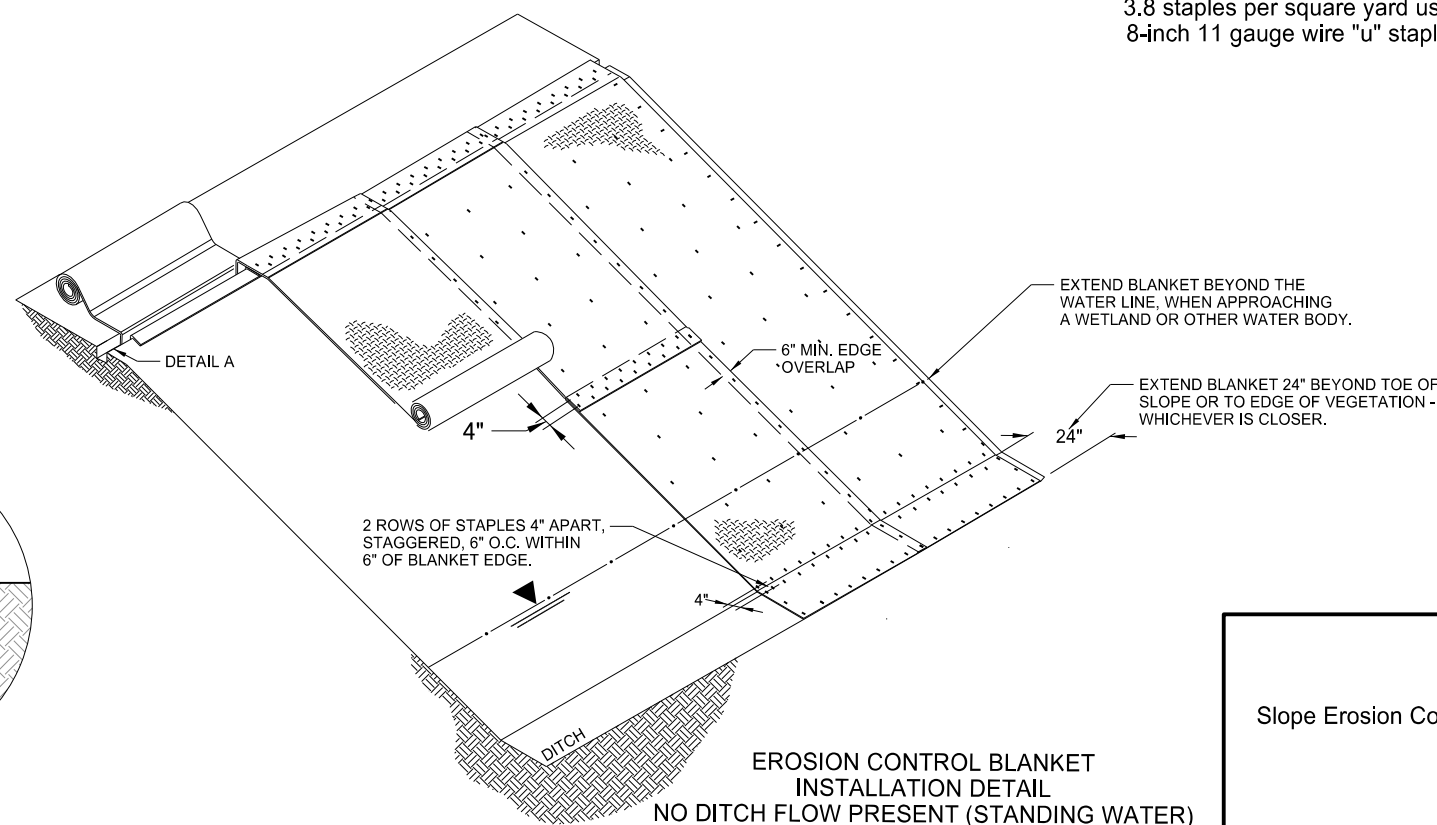 3.8 staples per square yard us
8-inch 11 gauge wire "u" stapl
EXTEND BLANKET BEYOND THE
WATER LINE, WHEN APPROACHING
A WETLAND OR OTHER WATER BODY.
DETAIL A
6" MIN. EDGE
OVERLAP
EXTEND BLANKET 24" BEYOND TOE OF
SLOPE OR TO EDGE OF VEGETATION -
WHICHEVER IS CLOSER.
24"
4"
2 ROWS OF STAPLES 4" APART,
STAGGERED, 6" O.C. WITHIN
6" OF BLANKET EDGE.
4"
Slope Erosion Co
DITCH
EROSION CONTROL BLANKET
INSTALLATION DETAIL
NO DITCH FLOW PRESENT (STANDING WATER)